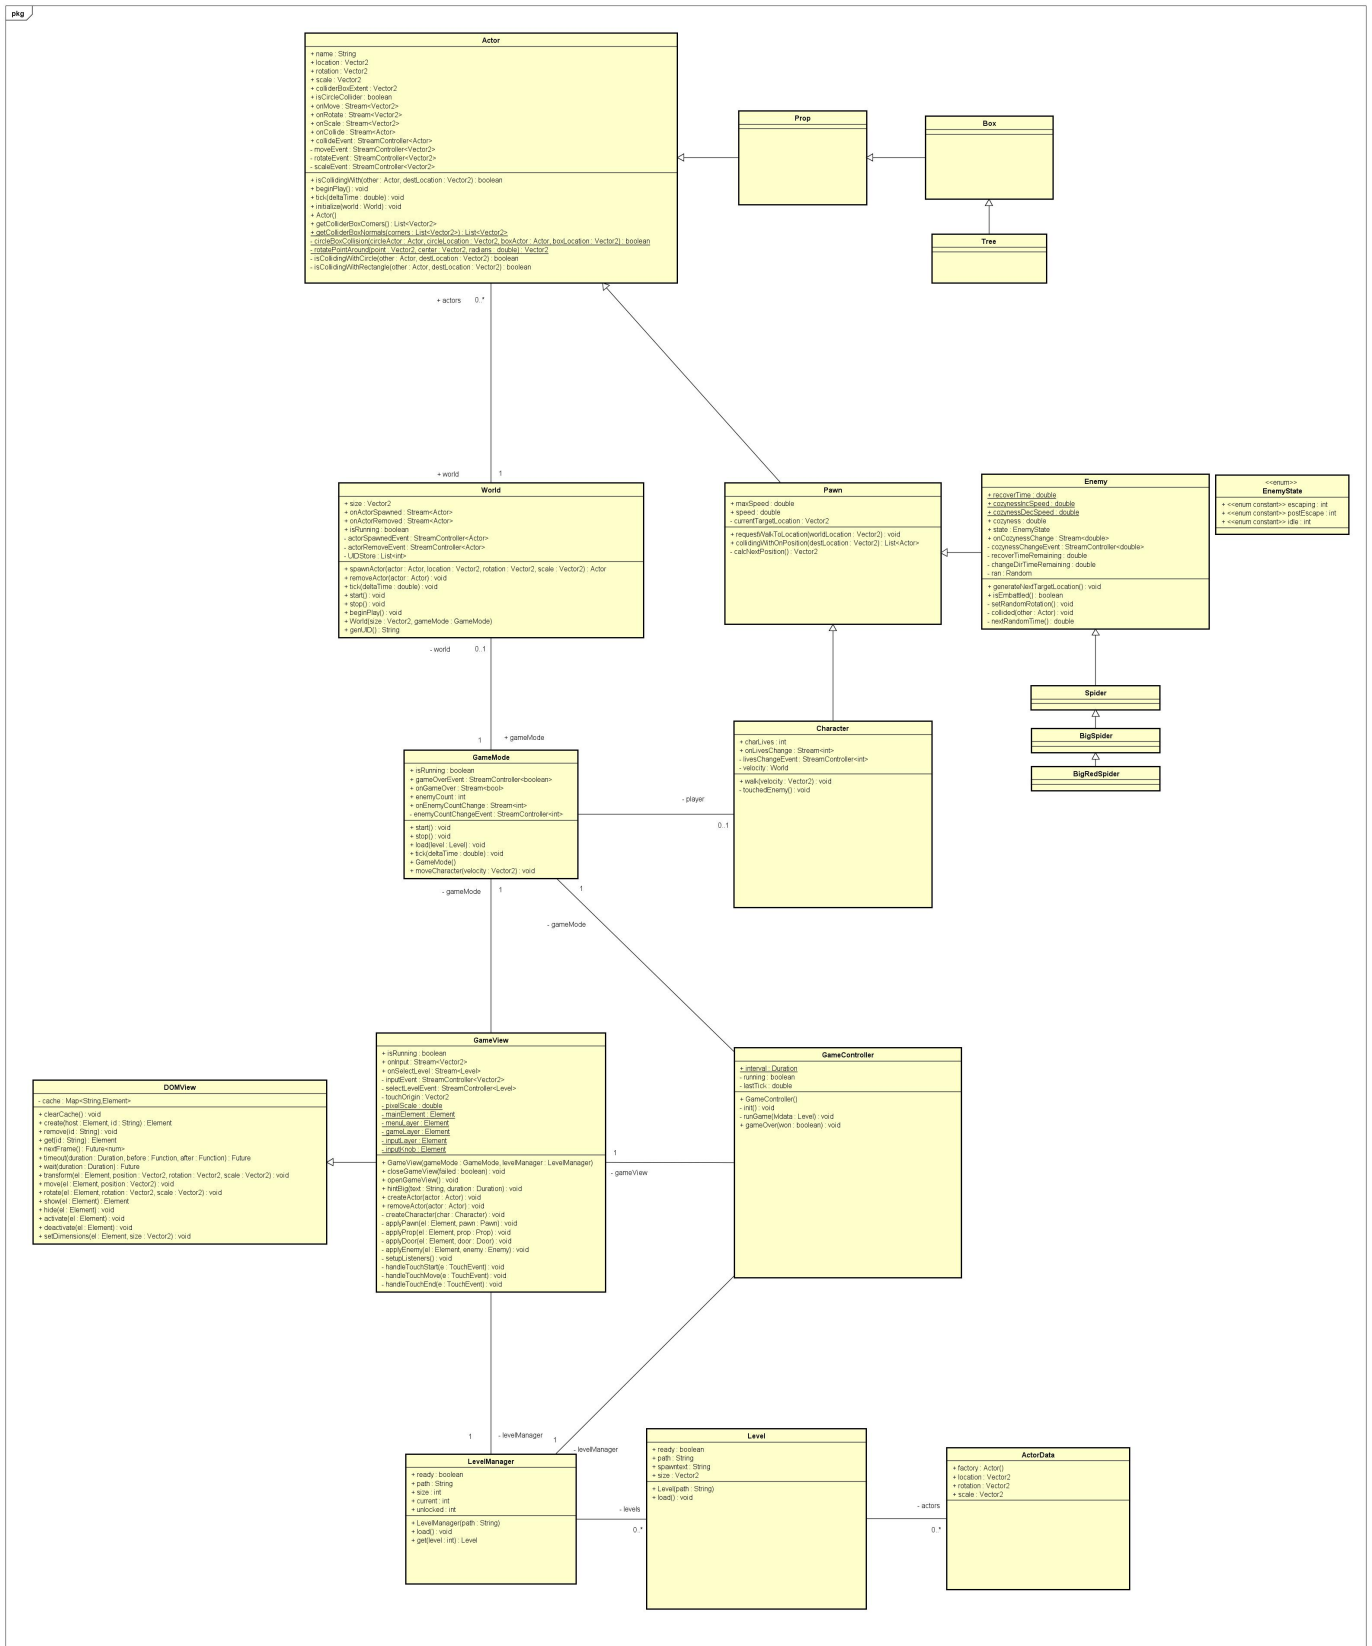 pkg
Actor
+ name : String
+ location : Vector2
+ rotation : Vector2
+ scale : Vector2
+ colliderBoxExtent : Vector2
+ isCircleCollider : boolean
+ onMove : Stream<Vector2>
+ onRotate : Stream<Vector2>
+ onScale : Stream<Vector2>
+ onCollide : Stream<Actor>
+ collideEvent : StreamController<Actor>
- moveEvent : StreamController<Vector2>
- rotateEvent : StreamController<Vector2>
- scaleEvent : StreamController<Vector2>
+ isCollidingWith(other : Actor, destLocation : Vector2) : boolean
+ beginPlay() : void
+ tick(deltaTime : double) : void
+ initialize(world : World) : void
+ Actor()
+ getColliderBoxCorners() : List<Vector2>
+ getColliderBoxNormals(corners : List<Vector2>) : List<Vector2>
- circleBoxCollision(circleActor : Actor, circleLocation : Vector2, boxActor : Actor, boxLocation : Vector2) : boolean
- rotatePointAround(point : Vector2, center : Vector2, radians : double) : Vector2
- isCollidingWithCircle(other : Actor, destLocation : Vector2) : boolean
- isCollidingWithRectangle(other : Actor, destLocation : Vector2) : boolean
Prop
Box
Tree
+ actors 0..*
+ world 1
World
+ size : Vector2
+ onActorSpawned : Stream<Actor>
+ onActorRemoved : Stream<Actor>
+ isRunning : boolean
- actorSpawnedEvent : StreamController<Actor>
- actorRemoveEvent : StreamController<Actor>
- UIDStore : List<int>
+ spawnActor(actor : Actor, location : Vector2, rotation : Vector2, scale : Vector2) : Actor
+ removeActor(actor : Actor) : void
+ tick(deltaTime : double) : void
+ start() : void
+ stop() : void
+ beginPlay() : void
+ World(size : Vector2, gameMode : GameMode)
+ genUID() : String
Pawn
+ maxSpeed : double
+ speed : double
- currentTargetLocation : Vector2
+ requestWalkToLocation(worldLocation : Vector2) : void
+ collidingWithOnPosition(destLocation : Vector2) : List<Actor>
- calcNextPosition() : Vector2
Enemy
+ recoverTime : double
+ cozynessIncSpeed : double
+ cozynessDecSpeed : double
+ cozyness : double
+ state : EnemyState
+ onCozynessChange : Stream<double>
- cozynessChangeEvent : StreamController<double>
- recoverTimeRemaining : double
- changeDirTimeRemaining : double
- ran : Random
+ generateNextTargetLocation() : void
+ isEmbattled() : boolean
- setRandomRotation() : void
- collided(other : Actor) : void
- nextRandomTime() : double
<<enum>>
EnemyState
+ <<enum constant>> escaping : int
+ <<enum constant>> postEscape : int
+ <<enum constant>> idle : int
- world 0..1
1 + gameMode
Spider
BigSpider
BigRedSpider
GameMode
+ isRunning : boolean
+ gameOverEvent : StreamController<boolean>
+ onGameOver : Stream<bool>
+ enemyCount : int
+ onEnemyCountChange : Stream<int>
- enemyCountChangeEvent : StreamController<int>
+ start() : void
+ stop() : void
+ load(level : Level) : void
+ tick(deltaTime : double) : void
+ GameMode()
+ moveCharacter(velocity : Vector2) : void
- player
0..1
Character
+ charLives : int
+ onLivesChange : Stream<int>
- livesChangeEvent : StreamController<int>
- velocity : World
+ walk(velocity : Vector2) : void
- touchedEnemy() : void
- gameMode 1
1
- gameMode
DOMView
- cache : Map<String,Element>
+ clearCache() : void
+ create(host : Element, id : String) : Element
+ remove(id : String) : void
+ get(id : String) : Element
+ nextFrame() : Future<num>
+ timeout(duration : Duration, before : Function, after : Function) : Future
+ wait(duration : Duration) : Future
+ transform(el : Element, position : Vector2, rotation : Vector2, scale : Vector2) : void
+ move(el : Element, position : Vector2) : void
+ rotate(el : Element, rotation : Vector2, scale : Vector2) : void
+ show(el : Element) : Element
+ hide(el : Element) : void
+ activate(el : Element) : void
+ deactivate(el : Element) : void
+ setDimensions(el : Element, size : Vector2) : void
GameView
+ isRunning : boolean
+ onInput : Stream<Vector2>
+ onSelectLevel : Stream<Level>
- inputEvent : StreamController<Vector2>
- selectLevelEvent : StreamController<Level>
- touchOrigin : Vector2
- pixelScale : double
- mainElement : Element
- menuLayer : Element
- gameLayer : Element
- inputLayer : Element
- inputKnob : Element
+ GameView(gameMode : GameMode, levelManager : LevelManager)
+ closeGameView(failed : boolean) : void
+ openGameView() : void
+ hintBig(text : String, duration : Duration) : void
+ createActor(actor : Actor) : void
+ removeActor(actor : Actor) : void
- createCharacter(char : Character) : void
- applyPawn(el : Element, pawn : Pawn) : void
- applyProp(el : Element, prop : Prop) : void
- applyDoor(el : Element, door : Door) : void
- applyEnemy(el : Element, enemy : Enemy) : void
- setupListeners() : void
- handleTouchStart(e : TouchEvent) : void
- handleTouchMove(e : TouchEvent) : void
- handleTouchEnd(e : TouchEvent) : void
1
- gameView
GameController
+ interval : Duration
- running : boolean
- lastTick : double
+ GameController()
- init() : void
- runGame(Mdata : Level) : void
+ gameOver(won : boolean) : void
1 - levelManager
1
- levelManager
LevelManager
+ ready : boolean
+ path : String
+ size : int
+ current : int
+ unlocked : int
+ LevelManager(path : String)
+ load() : void
+ get(level : int) : Level
- levels
0..*
Level
+ ready : boolean
+ path : String
+ spawntext : String
+ size : Vector2
+ Level(path : String)
+ load() : void
- actors
0..*
ActorData
+ factory : Actor()
+ location : Vector2
+ rotation : Vector2
+ scale : Vector2